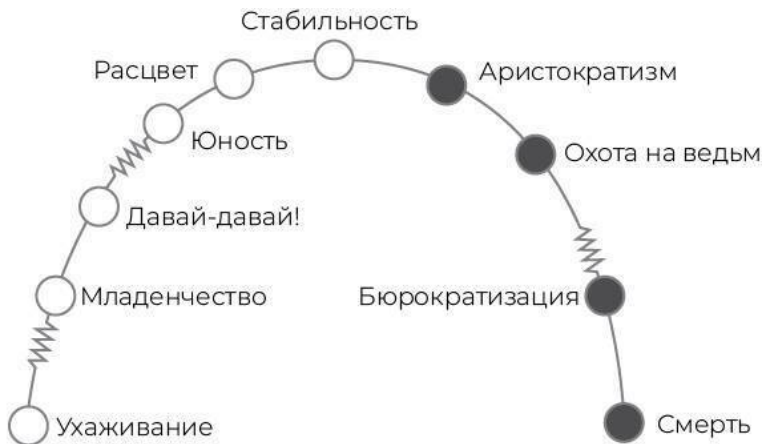 Стабильность
Расцвет
Аристократизм
Юность
Охота на ведьм
Давай-давай!
Младенчество
Бюрократизация
Ухаживание
Смерть